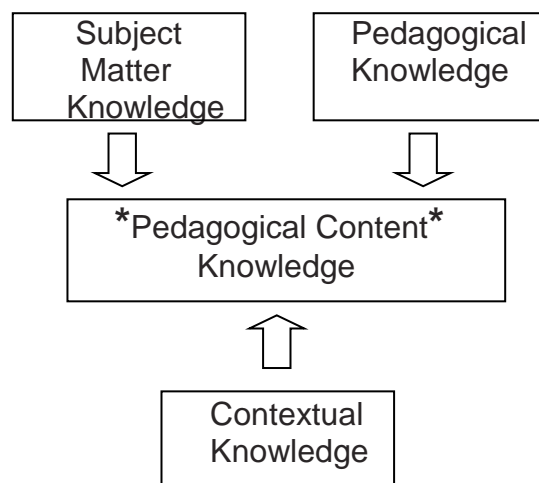 Subject
Matter
Knowledge
Pedagogical
Knowledge
*Pedagogical Content*
Knowledge
Contextual
Knowledge